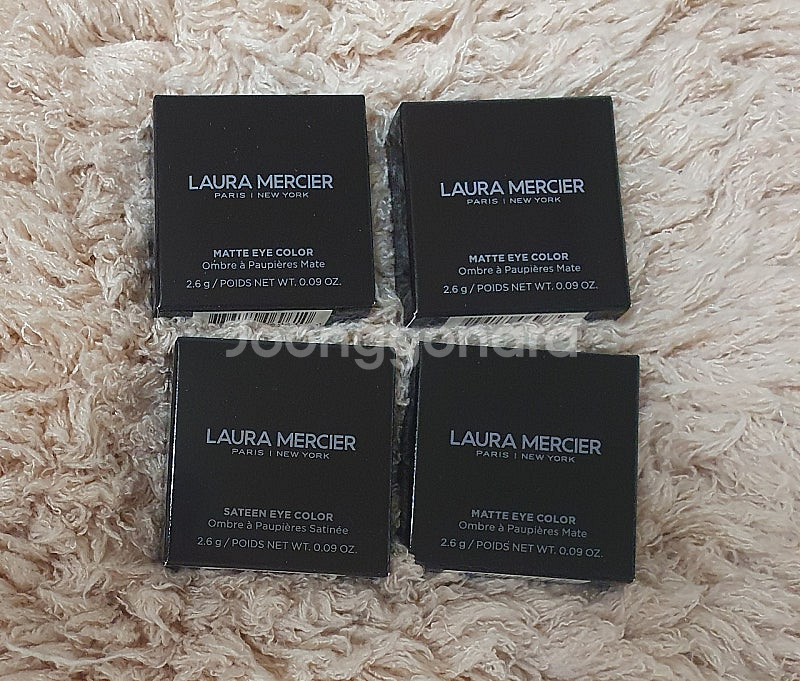 LAURA MERCIER
PARIS | NEW YORK
MATTE EYE COLOR
Ombre à Paupières Mate
2.6 g / POIDS NET WT. 0.09 OZ.
LAURA MERCIER
PARIS | NEW YORK
MATTE EYE COLOR
Ombre à Paupières Mate
2.6 g / POIDS NET WT. 0.09 OZ.
Joonggonara
LAURA MERCIER
PARIS | NEW YORK
SATEEN EYE COLOR
Ombre à Paupières Satinée
2.6 g / POIDS NET WT. 0.09 OZ.
LAURA MERCIER
PARIS | NEW YORK
MATTE EYE COLOR
Ombre à Paupières Mate
2.6 g / POIDS NET WT. 0.09 OZ.